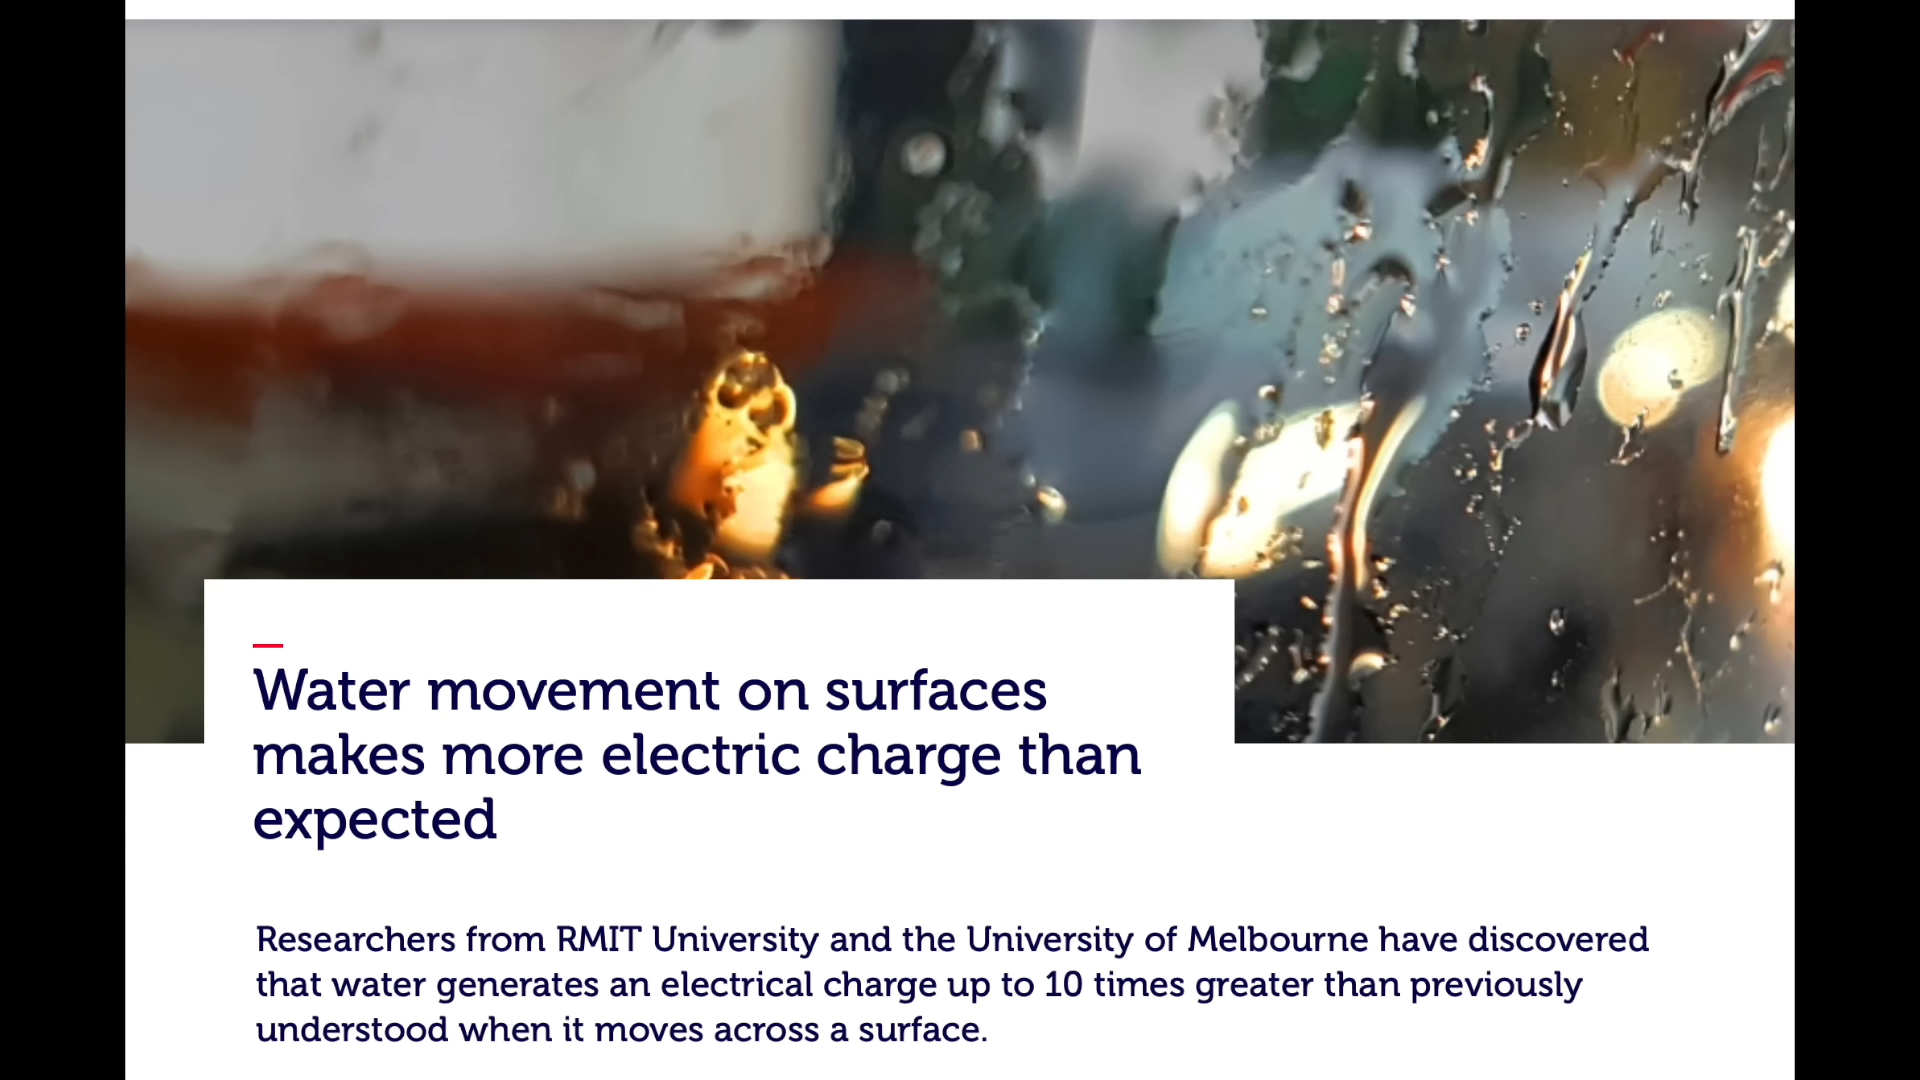 Water movement on surfaces
makes more electric charge than
expected
Researchers from RMIT University and the University of Melbourne have discovered
that water generates an electrical charge up to 10 times greater than previously
understood when it moves across a surface.